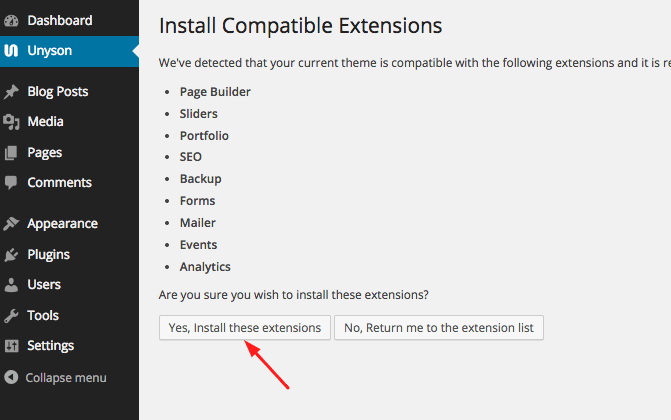 Dashboard
Unyson
Blog Posts
Media
Pages
Comments
Appearance
Plugins
Users
Tools
Settings
Collapse menu
Install Compatible Extensions
We've detected that your current theme is compatible with the following extensions and it is re
Page Builder
Sliders
Portfolio
SEO
Backup
Forms
Mailer
Events
Analytics
Are you sure you wish to install these extensions?
Yes, Install these extensions
No, Return me to the extension list